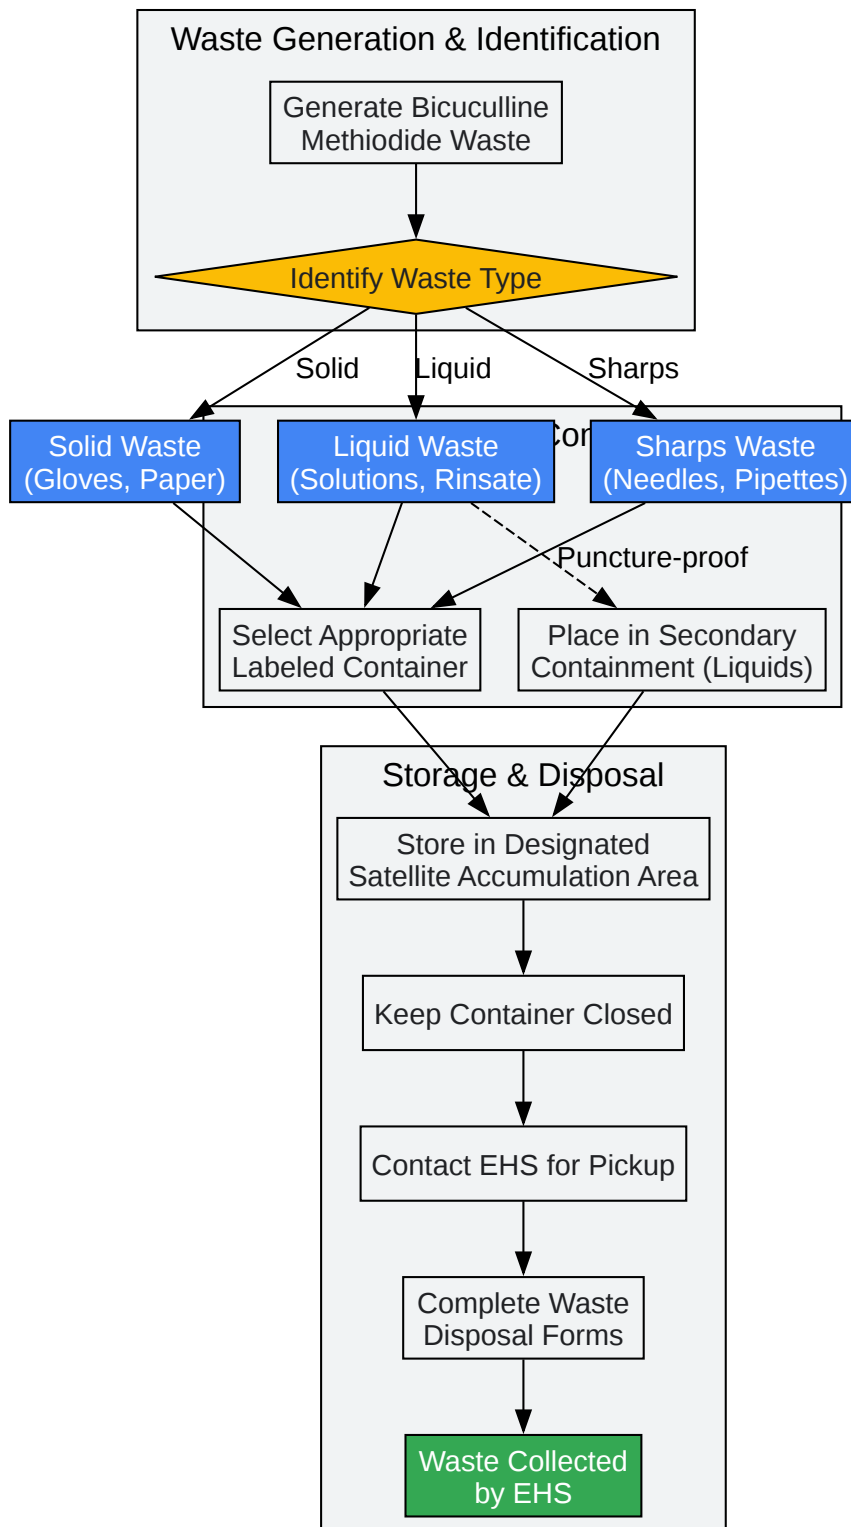 Waste Generation & Identification
Generate Bicuculline
Methiodide Waste
Identify Waste Type
Solid
Liquid
Sharps
Solid Waste
(Gloves, Paper)
Liquid Waste
(Solutions, Rinsate)
Sharps Waste
(Needles, Pipettes)
Puncture-proof
Select Appropriate
Labeled Container
Place in Secondary
Containment (Liquids)
Storage & Disposal
Store in Designated
Satellite Accumulation Area
Keep Container Closed
Contact EHS for Pickup
Complete Waste
Disposal Forms
Waste Collected
by EHS